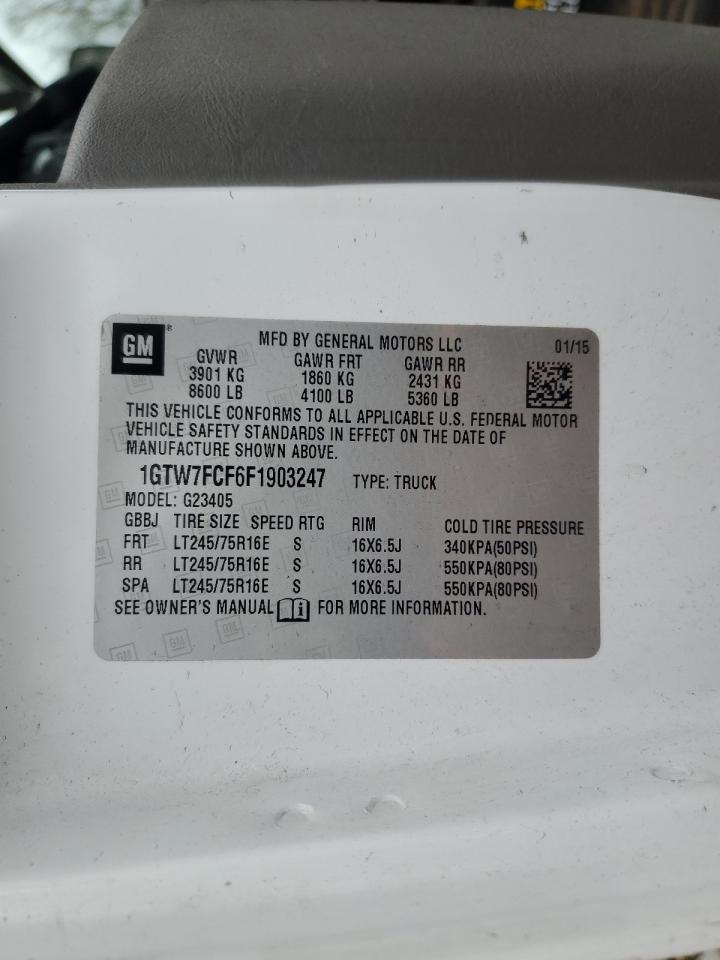 GM
MFD BY GENERAL MOTORS LLC 01/15
GVWR GAWR FRT GAWR RR
3901 KG 1860 KG 2431 KG
8600 LB 4100 LB 5360 LB
THIS VEHICLE CONFORMS TO ALL APPLICABLE U.S. FEDERAL MOTOR
VEHICLE SAFETY STANDARDS IN EFFECT ON THE DATE OF
MANUFACTURE SHOWN ABOVE.
1GTW7FCF6F1903247 TYPE: TRUCK
MODEL: G23405
GBBJ TIRE SIZE SPEED RTG RIM COLD TIRE PRESSURE
FRT LT245/75R16E S 16X6.5J 340KPA(50PSI)
RR LT245/75R16E S 16X6.5J 550KPA(80PSI)
SPA LT245/75R16E S 16X6.5J 550KPA(80PSI)
SEE OWNER'S MANUAL i FOR MORE INFORMATION.